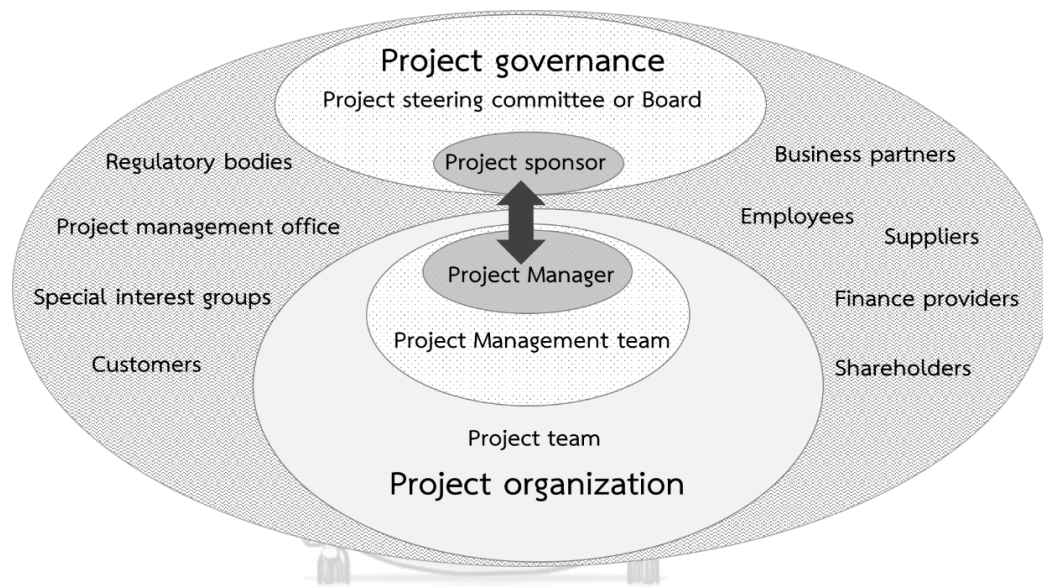 Project governance
Project steering committee or Board
Project sponsor
Regulatory bodies
Project management office
Special interest groups
Customers
Business partners
Employees
Suppliers
Finance providers
Shareholders
Project Manager
Project Management team
Project team
Project organization